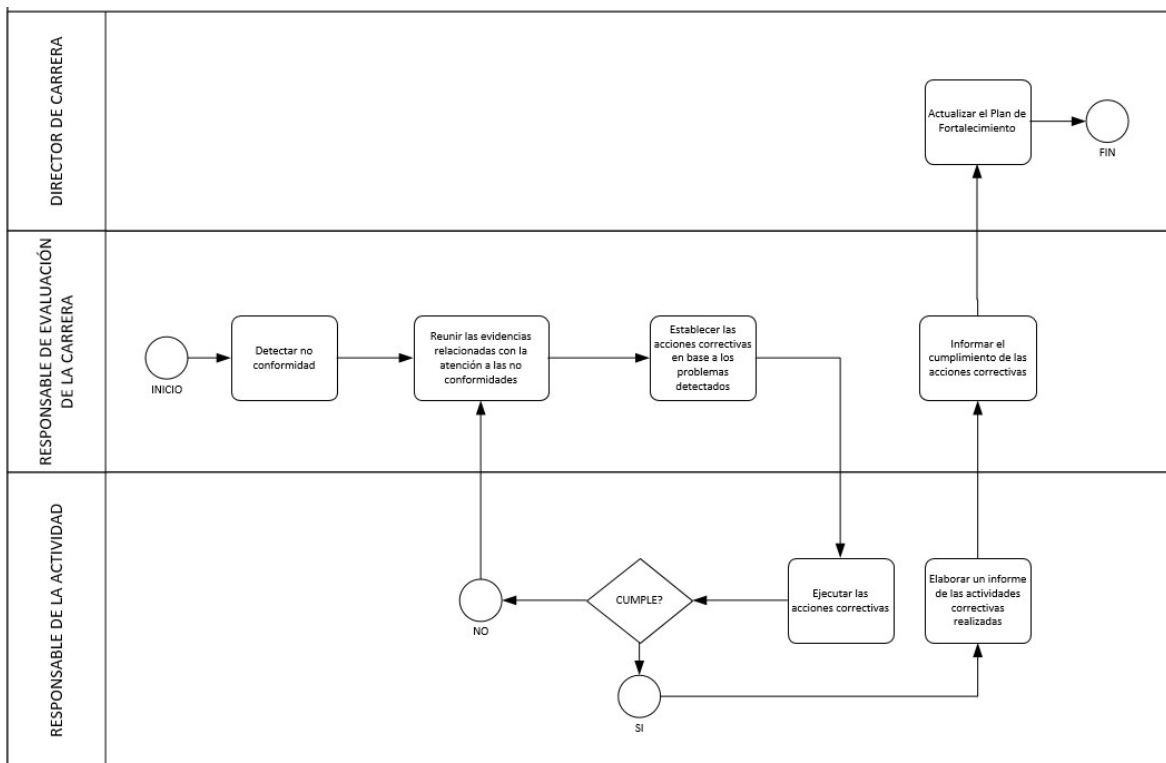 DIRECTOR DE CARRERA
Actualizar el Plan de
Fortalecimiento
FIN
RESPONSABLE DE EVALUACIÓN
DE LA CARRERA
INICIO
Detectar no
conformidad
Reunir las evidencias
relacionadas con la
atención a las no
conformidades
Establecer las
acciones correctivas
en base a los
problemas
detectados
Informar el
cumplimiento de las
acciones correctivas
RESPONSABLE DE LA ACTIVIDAD
NO
CUMPLE?
SI
Ejecutar las
acciones correctivas
Elaborar un informe
de las actividades
correctivas
realizadas